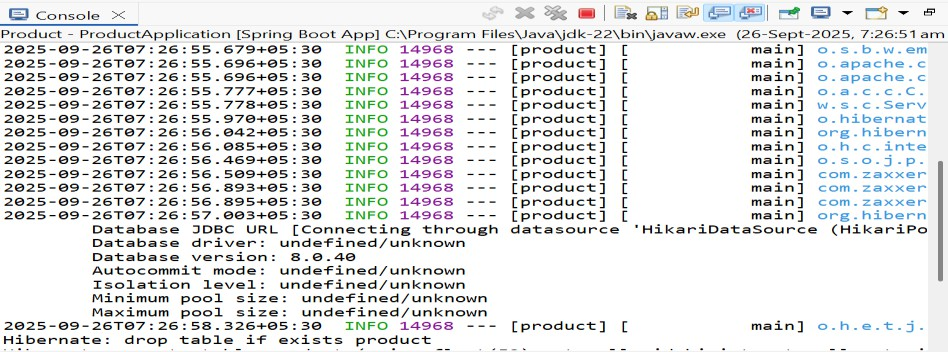 Console
Product - ProductApplication [Spring Boot App] C:\Program Files\Java\jdk-22\bin\javaw.exe (26-Sept-2025, 7:26:51 am
2025-09-26T07:26:55.679+05:30 INFO 14968 --- [product] [ main] o.s.b.w.em
2025-09-26T07:26:55.696+05:30 INFO 14968 --- [product] [ main] o.apache.c
2025-09-26T07:26:55.696+05:30 INFO 14968 --- [product] [ main] o.apache.c
2025-09-26T07:26:55.777+05:30 INFO 14968 --- [product] [ main] o.a.c.c.C.
2025-09-26T07:26:55.778+05:30 INFO 14968 --- [product] [ main] w.s.c.Serv
2025-09-26T07:26:55.970+05:30 INFO 14968 --- [product] [ main] o.hibernat
2025-09-26T07:26:56.042+05:30 INFO 14968 --- [product] [ main] org.hibern
2025-09-26T07:26:56.085+05:30 INFO 14968 --- [product] [ main] o.h.c.inte
2025-09-26T07:26:56.469+05:30 INFO 14968 --- [product] [ main] o.s.o.j.p.
2025-09-26T07:26:56.509+05:30 INFO 14968 --- [product] [ main] com.zaxxer
2025-09-26T07:26:56.893+05:30 INFO 14968 --- [product] [ main] com.zaxxer
2025-09-26T07:26:56.895+05:30 INFO 14968 --- [product] [ main] com.zaxxer
2025-09-26T07:26:57.003+05:30 INFO 14968 --- [product] [ main] org.hibern
Database JDBC URL [Connecting through datasource 'HikariDataSource (HikariPo
Database driver: undefined/unknown
Database version: 8.0.40
Autocommit mode: undefined/unknown
Isolation level: undefined/unknown
Minimum pool size: undefined/unknown
Maximum pool size: undefined/unknown
2025-09-26T07:26:58.326+05:30 INFO 14968 --- [product] [ main] o.h.e.t.j.
Hibernate: drop table if exists product